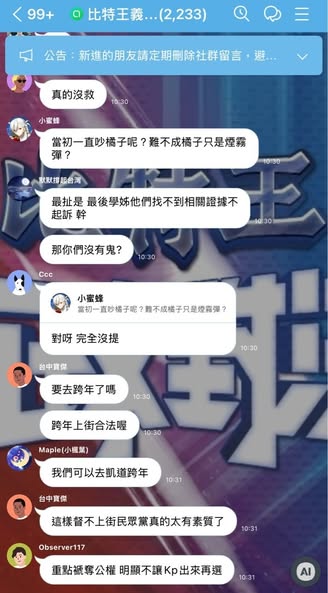 99+ 比特王義...(2,233)
公告：新進的朋友請定期刪除社群留言，避...
真的沒救
10:30
小蜜蜂
當初一直吵橘子呢？難不成橘子只是煙霧
彈？
10:30
默默撐起台灣
最扯是 最後學姊他們找不到相關證據不
起訴 幹
10:30
那你們沒有鬼?
10:30
Ccc
小蜜蜂
當初一直吵橘子呢？難不成橘子只是煙霧彈？
對呀 完全沒提
10:30
台中寶傑
要去跨年了嗎
10:30
跨年上街合法喔
10:30
Maple(小楓葉)
我們可以去凱道跨年
10:31
台中寶傑
這樣都不上街民眾黨真的太有素質了
10:31
Observer117
重點褫奪公權 明顯不讓Kp出來再選
10:31
AI
比特王